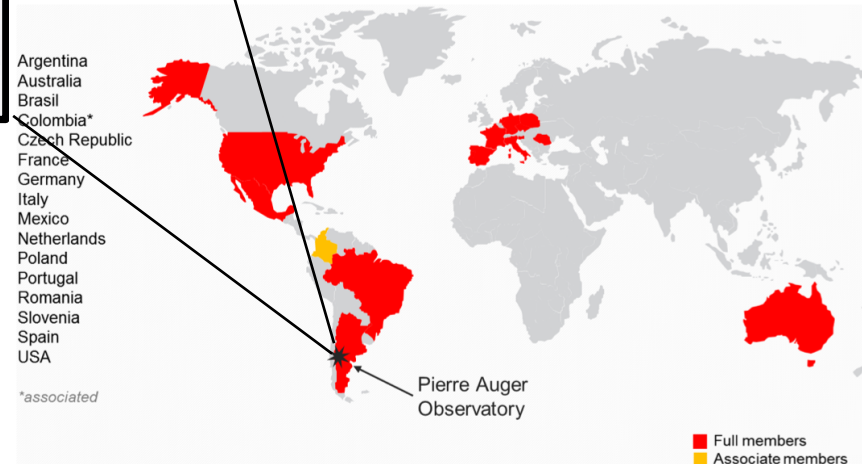 Argentina
Australia
Brasil
Colombia*
Czech Republic
France
Germany
Italy
Mexico
Netherlands
Poland
Portugal
Romania
Slovenia
Spain
USA
*associated
Pierre Auger
Observatory
Full members
Associate members